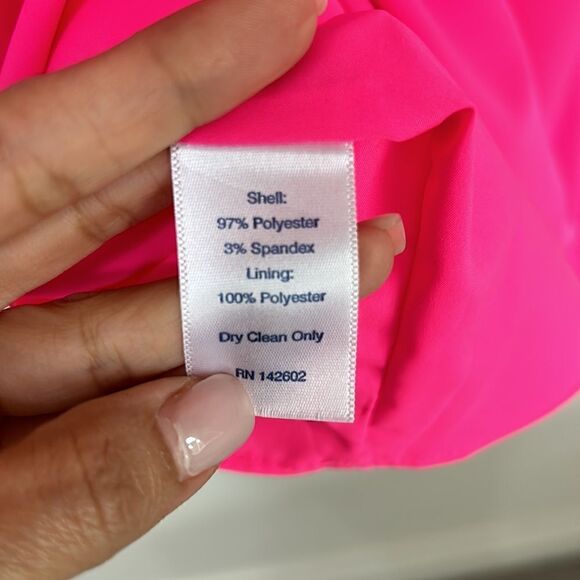 Shell:
97% Polyester
3% Spandex
Lining:
100% Polyester
Dry Clean Only
RN 142602